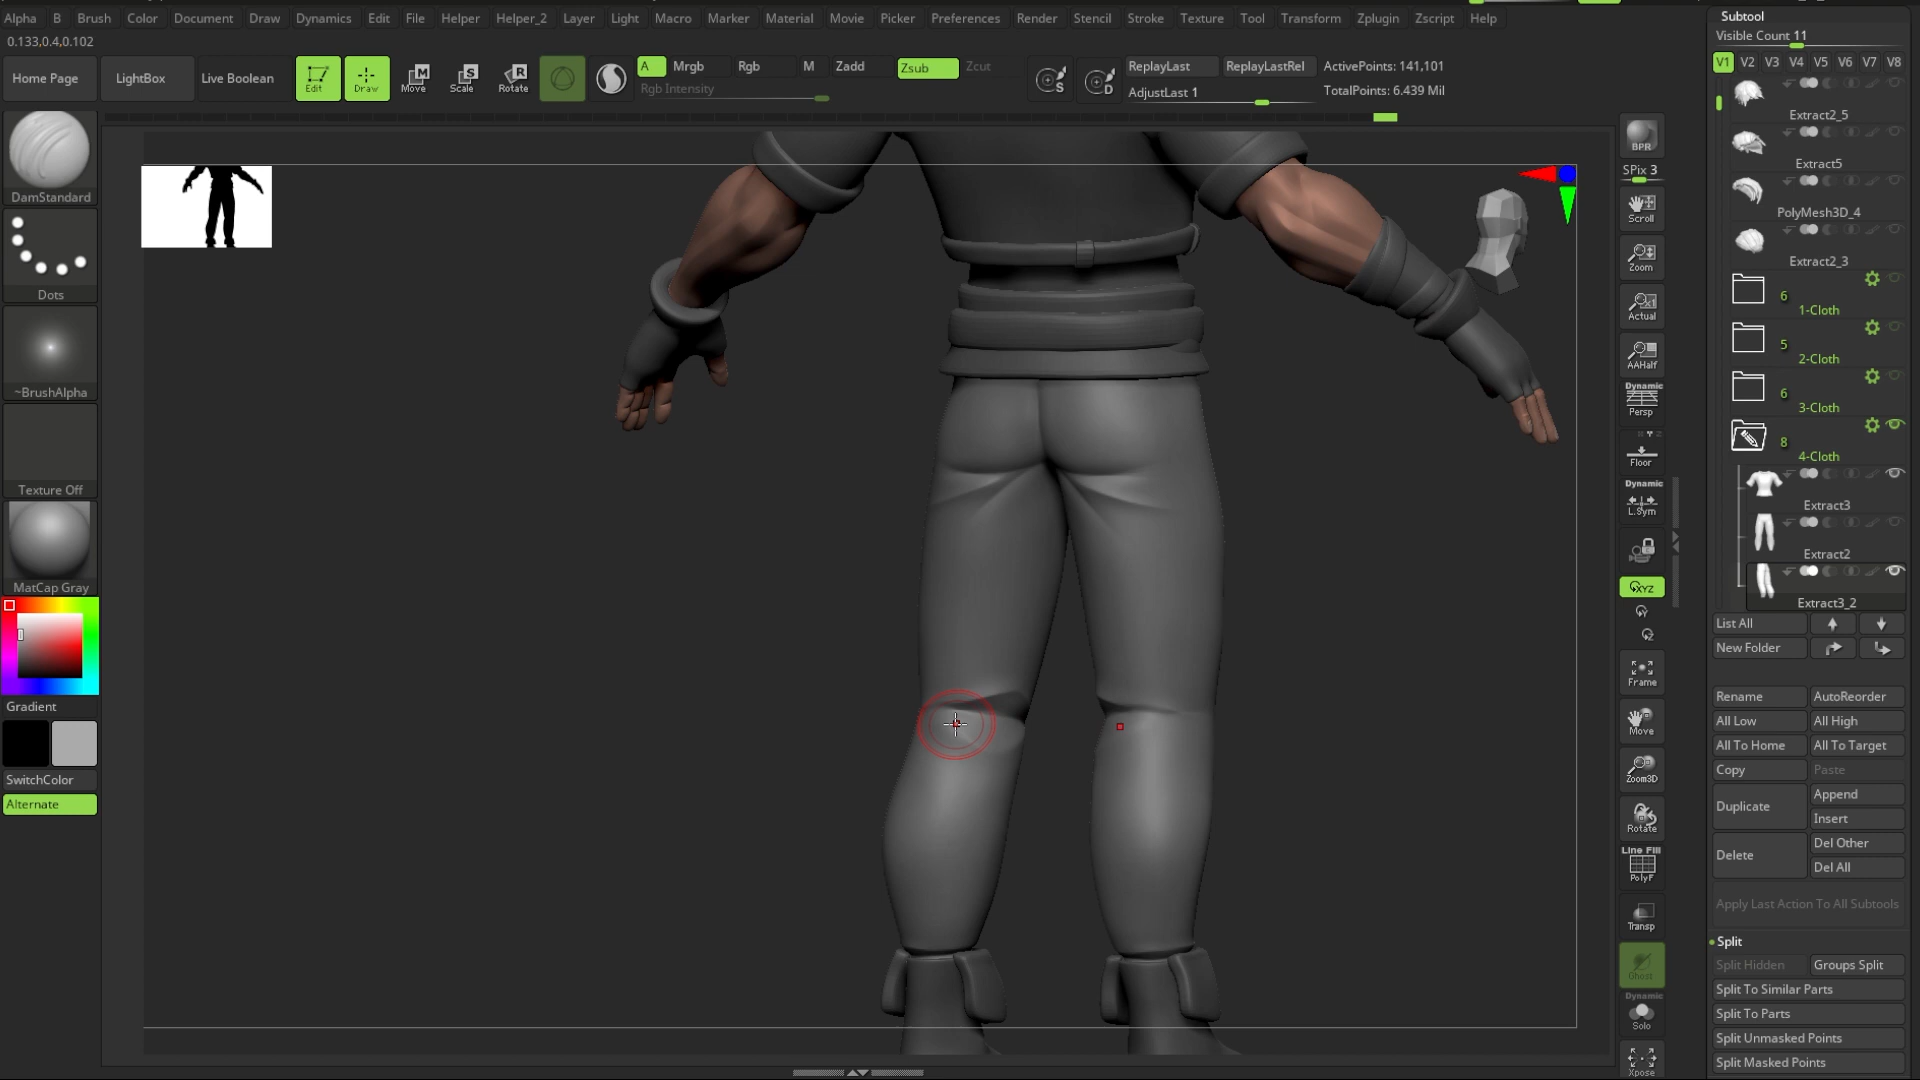 Alpha B Brush Color Document Draw Dynamics Edit File Helper Helper_2 Layer Light Macro Marker Material Movie Picker Preferences Render Stencil Stroke Texture Tool Transform Zplugin Zscript Help
0.133,0.4,0.102
Home Page LightBox Live Boolean Edit Draw Move Scale Rotate
A Mrgb Rgb M Zadd Zsub Zcut
Rgb Intensity
S D
ReplayLast ReplayLastRel ActivePoints: 141,101
AdjustLast 1 TotalPoints: 6.439 Mil
DamStandard
Dots
~BrushAlpha
Texture Off
MatCap Gray
Gradient
SwitchColor
Alternate
BPR
SPix 3
Scroll
Zoom
Actual
AAHalf
Dynamic
Persp
Floor
Dynamic
L.Sym
XYZ
Frame
Move
Zoom3D
Rotate
Line Fill
PolyF
Transp
Ghost
Dynamic
Solo
Xpose
Subtool
Visible Count 11
V1 V2 V3 V4 V5 V6 V7 V8
Extract2_5
Extract5
PolyMesh3D_4
Extract2_3
6
1-Cloth
5
2-Cloth
6
3-Cloth
8
4-Cloth
Extract3
Extract2
Extract3_2
List All
New Folder
Rename AutoReorder
All Low All High
All To Home All To Target
Copy Paste
Duplicate Append
Insert
Delete Del Other
Del All
Apply Last Action To All Subtools
Split
Split Hidden Groups Split
Split To Similar Parts
Split To Parts
Split Unmasked Points
Split Masked Points